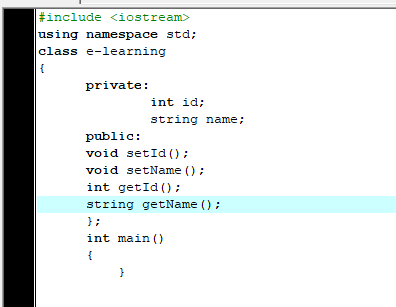 #include <iostream>
using namespace std;
class e-learning
{
private:
int id;
string name;
public:
void setId();
void setName();
int getId();
string getName();
};
int main()
{
}